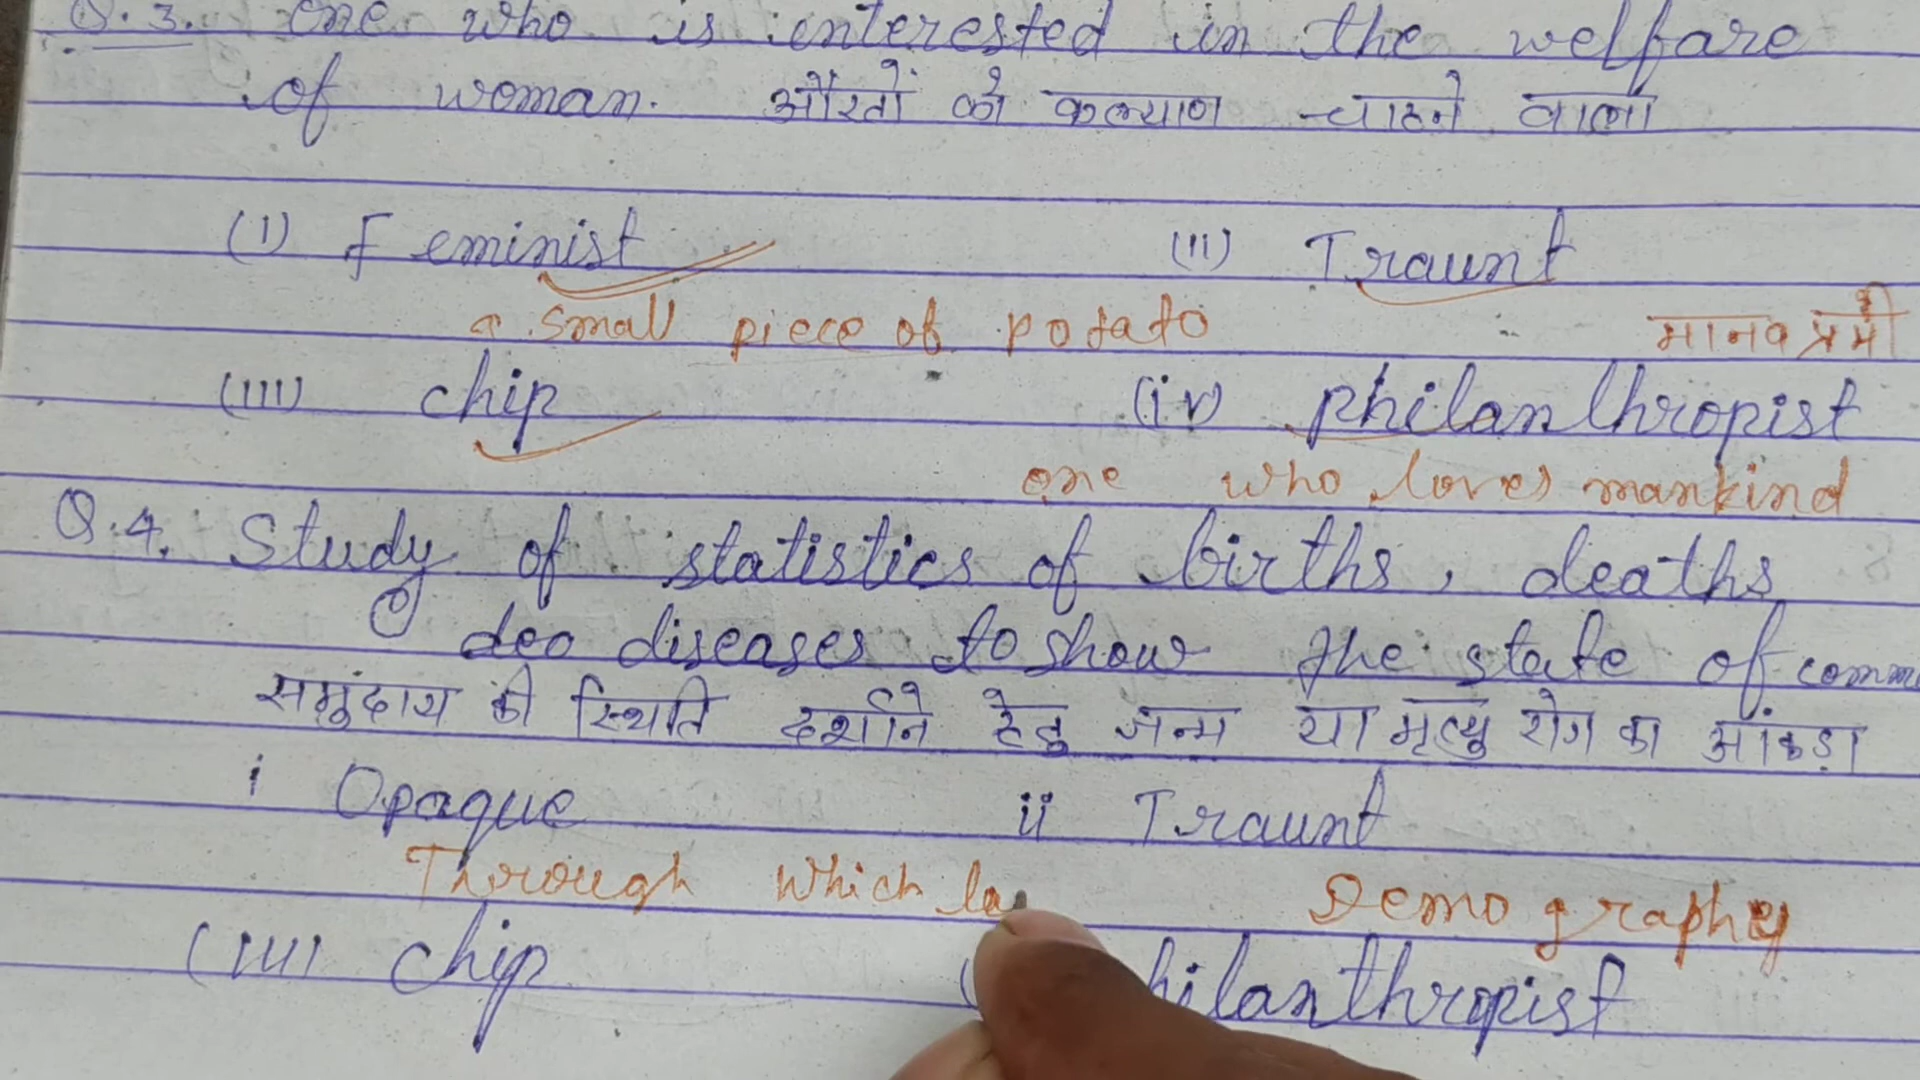 Q.3. one who is interested in the welfare
of woman. औरतों को कल्याण चाहने वाला
(I) Feminist (II) Traunt
a small piece of potato मानव प्रेमी
(III) chip (iv) philanthropist
one who loves mankind
Q.4. Study of statistics of births, deaths
deo diseases to show the state of comm
समुदाय की स्थिति दर्शाने हेतु जन्म या मृत्यु रोग का आंकड़ा
i Opaque ii Traunt
Through which Demography
(III) chip hilanthropist